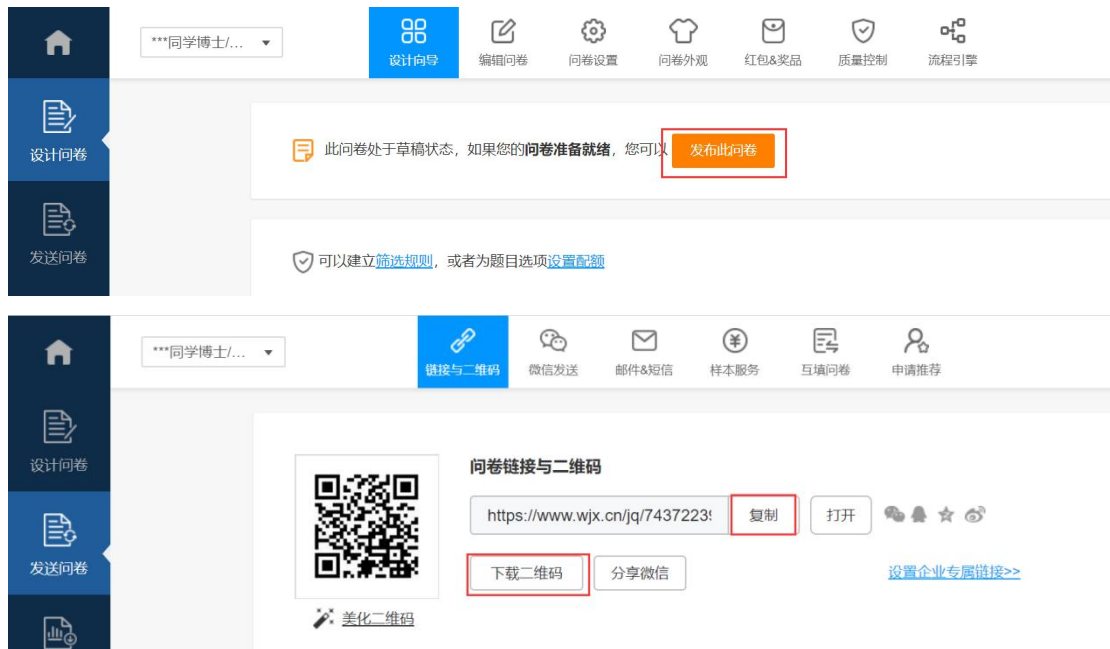 ***同学博士/...
设计向导
编辑问卷
问卷设置
问卷外观
红包&奖品
质量控制
流程引擎
设计问卷
发送问卷
此问卷处于草稿状态，如果您的问卷准备就绪，您可以 发布此问卷
可以建立筛选规则，或者为题目选项设置配额
***同学博士/...
链接与二维码
微信发送
邮件&短信
样本服务
互填问卷
申请推荐
设计问卷
发送问卷
问卷链接与二维码
https://www.wjx.cn/jq/7437223
复制
打开
下载二维码
分享微信
设置企业专属链接>>
美化二维码